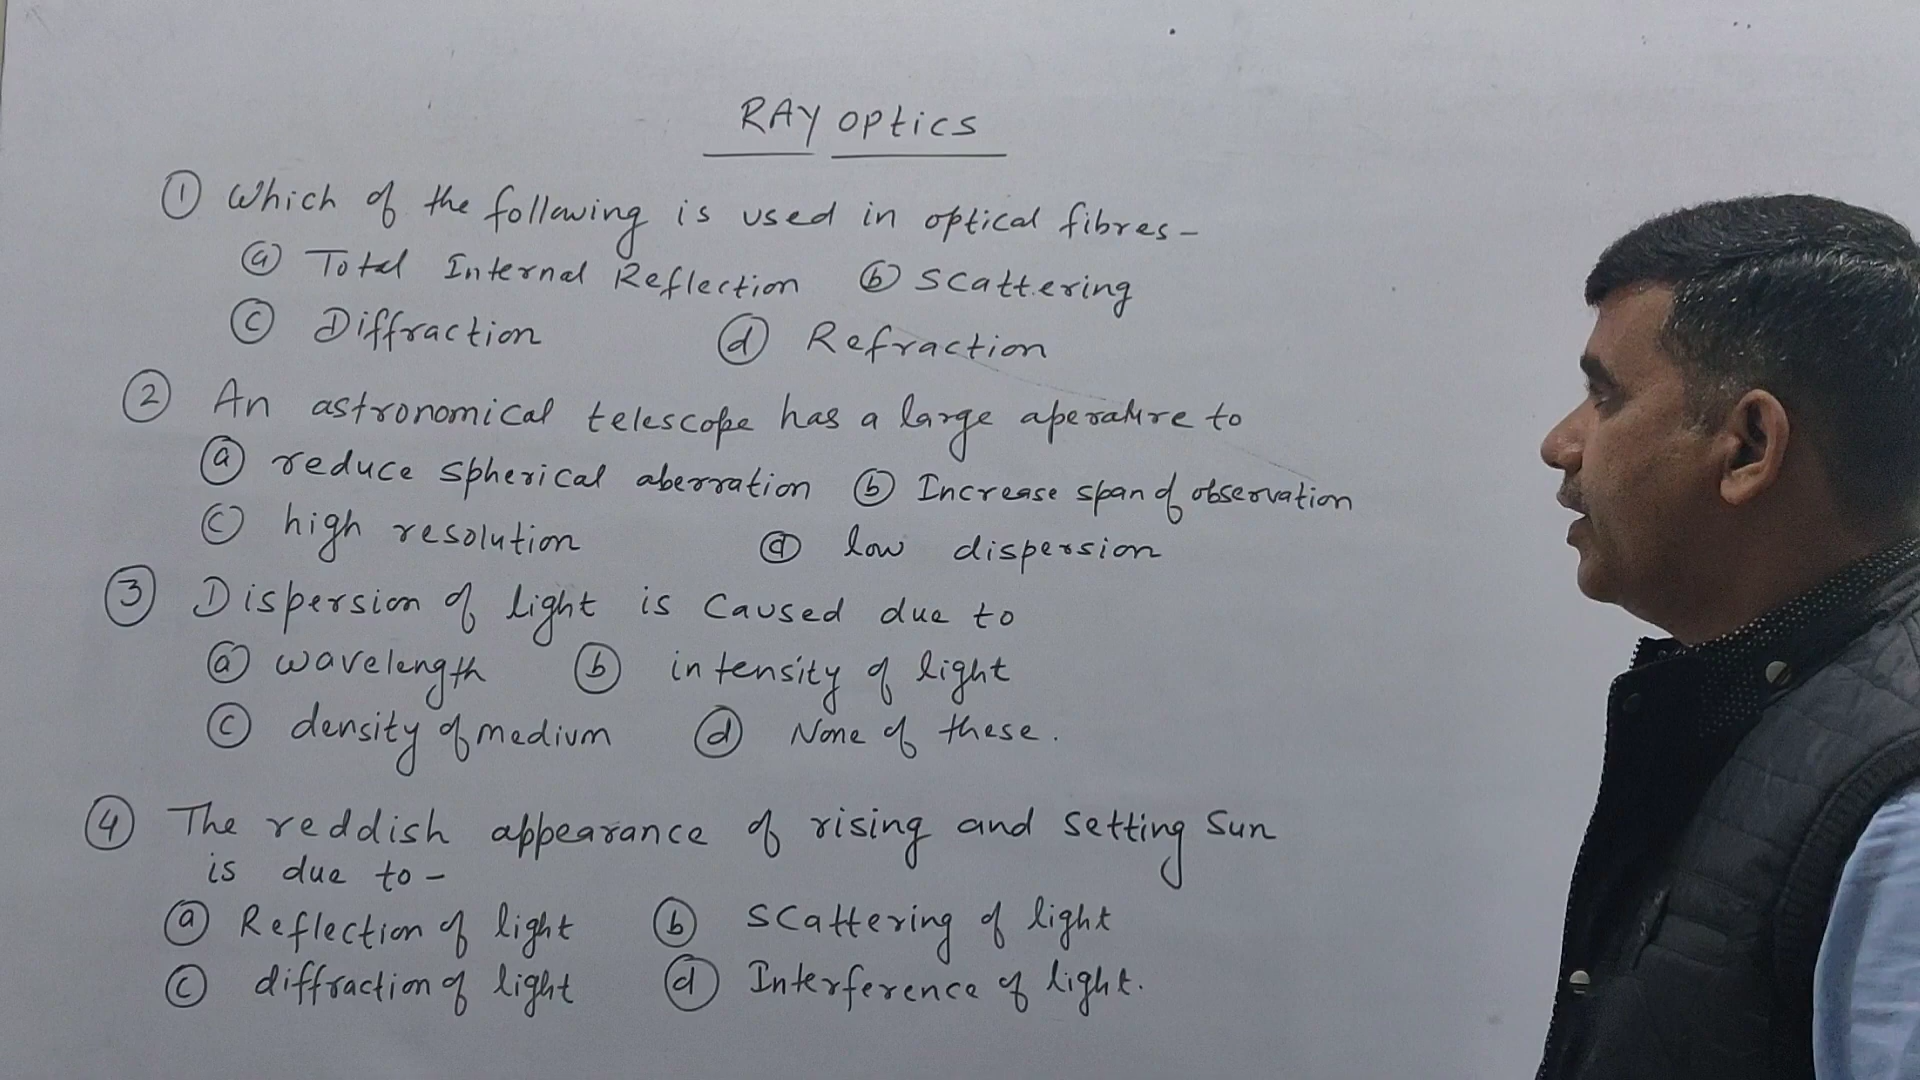 RAY OPtics
① Which of the following is used in optical fibres-
ⓐ Total Internal Reflection ⓑ Scattering
ⓒ Diffraction ⓓ Refraction
② An astronomical telescope has a large aperature to
ⓐ reduce spherical aberration ⓑ Increase span of observation
ⓒ high resolution ⓓ low dispersion
③ Dispersion of light is Caused due to
ⓐ wavelength ⓑ intensity of light
ⓒ density of medium ⓓ None of these.
④ The reddish appearance of rising and setting Sun
is due to -
ⓐ Reflection of light ⓑ Scattering of light
ⓒ diffraction of light ⓓ Interference of light.